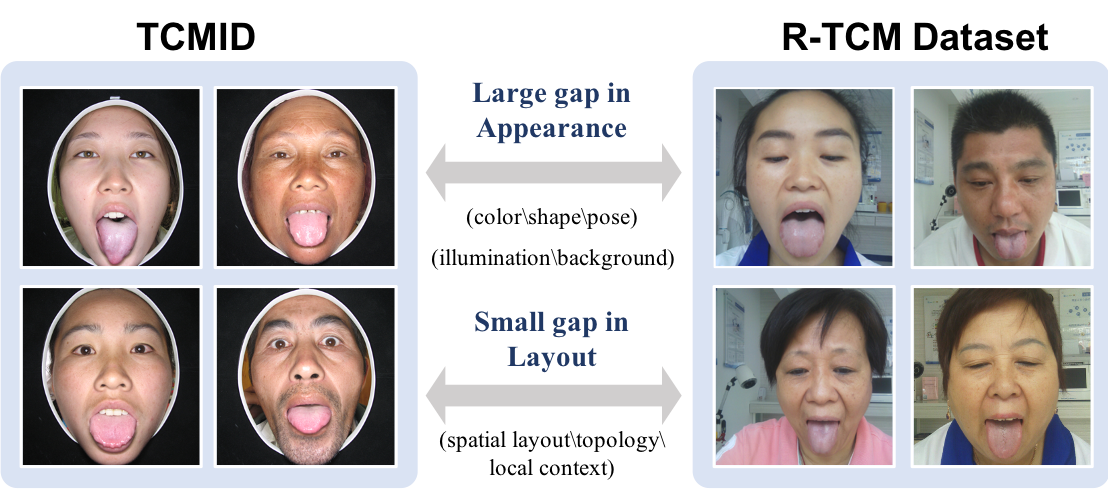 TCMID
R-TCM Dataset
Large gap in
Appearance
(color\shape\pose)
(illumination\background)
Small gap in
Layout
(spatial layout\topology\
local context)